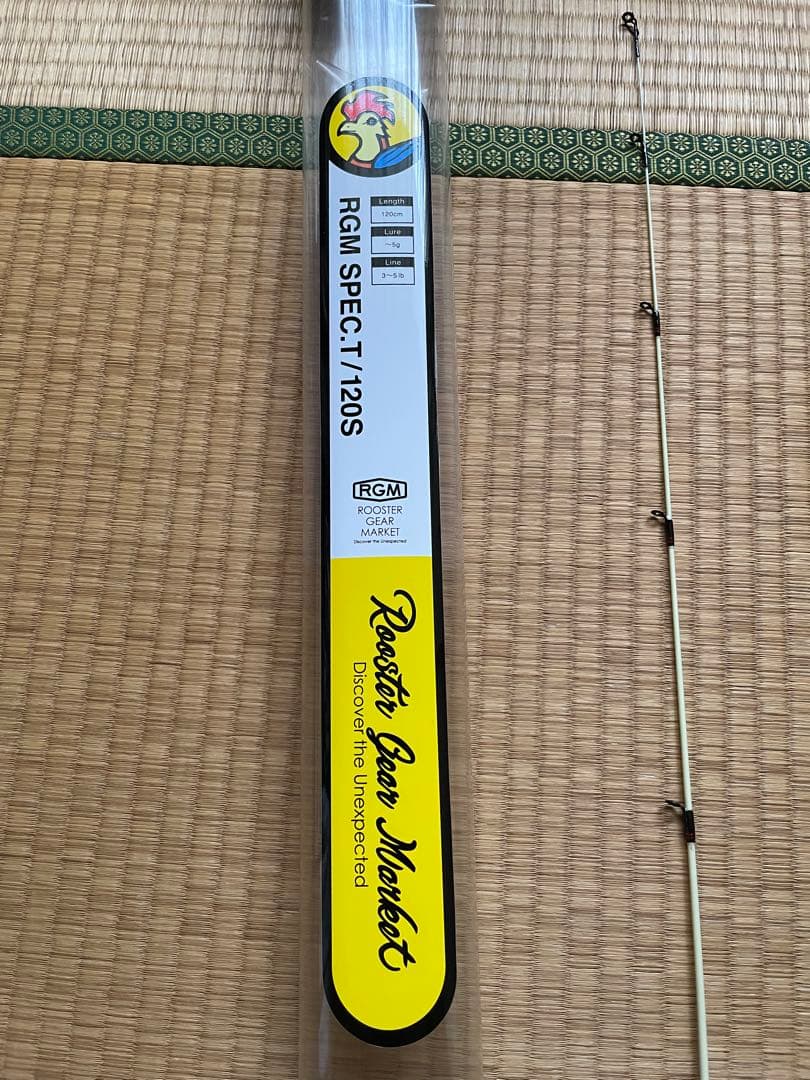 Length
120cm
Lure
~5g
Line
3~5lb
RGM SPEC.T/120S
RGM
ROOSTER
GEAR
MARKET
Discover the Unexpected
Rooster Gear Market
Discover the Unexpected